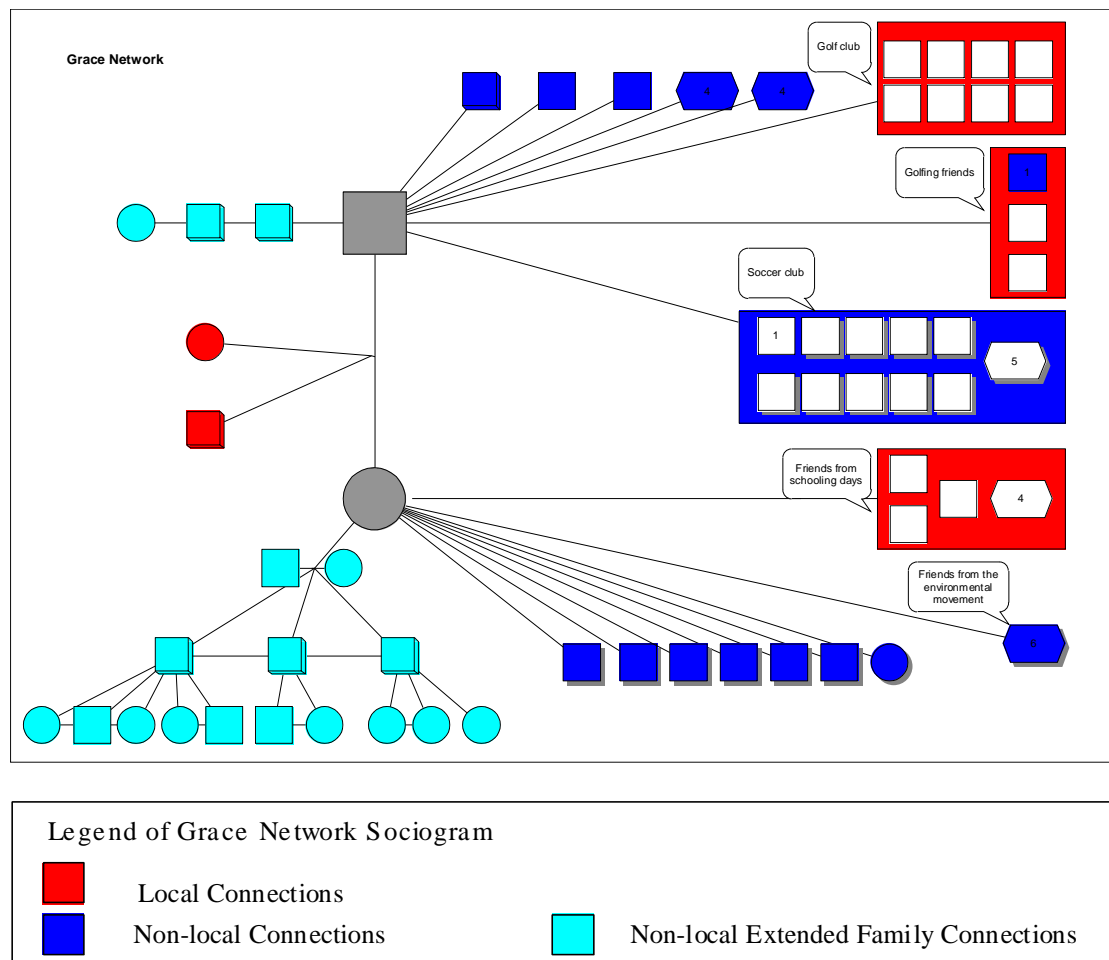 Grace Network
4
4
Golf club
Golfing friends
1
Soccer club
1
5
Friends from
schooling days
4
Friends from the
environmental
movement
6
Legend of Grace Network Sociogram
Local Connections
Non-local Connections
Non-local Extended Family Connections